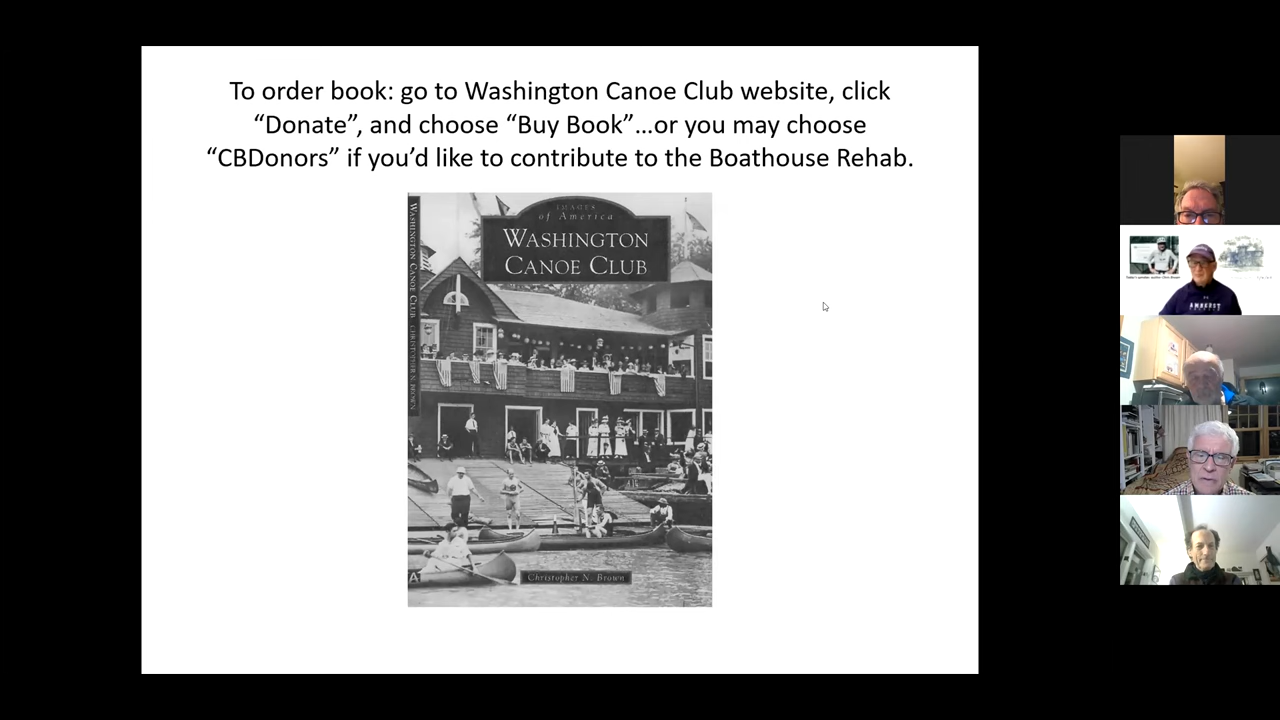 To order book: go to Washington Canoe Club website, click
“Donate”, and choose “Buy Book”…or you may choose
“CBDonors” if you’d like to contribute to the Boathouse Rehab.
IMAGES
of America
WASHINGTON
CANOE CLUB
WASHINGTON CANOE CLUB CHRISTOPHER N. BROWN
Christopher N. Brown
AMHERST